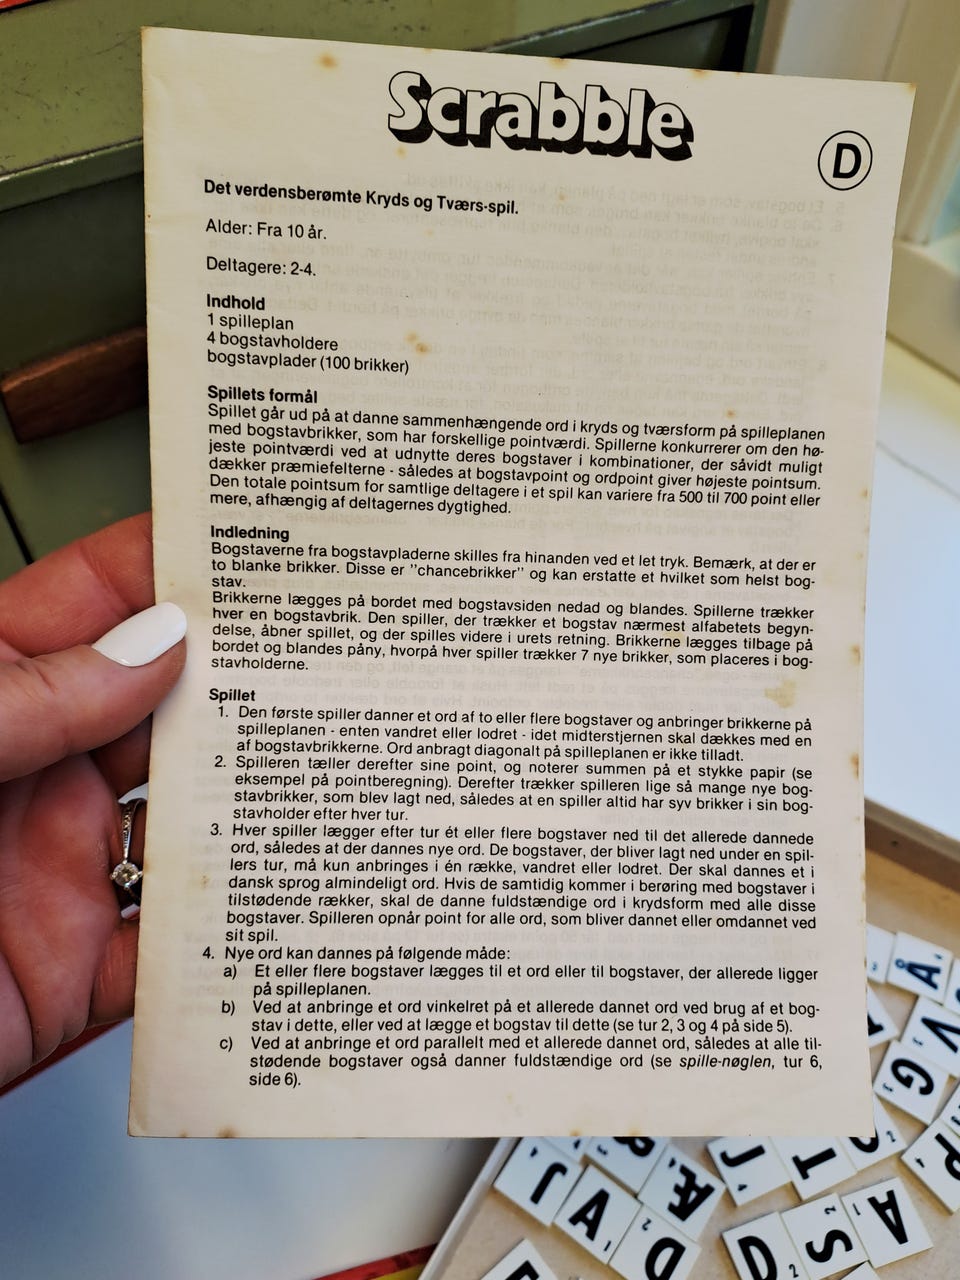 Scrabble
D
Det verdensberømte Kryds og Tværs-spil.
Alder: Fra 10 år.
Deltagere: 2-4.
Indhold
1 spilleplan
4 bogstavholdere
bogstavplader (100 brikker)
Spillets formål
Spillet går ud på at danne sammenhængende ord i kryds og tværsform på spilleplanen
med bogstavbrikker, som har forskellige pointværdi. Spillerne konkurrerer om den hø-
jeste pointværdi ved at udnytte deres bogstaver i kombinationer, der såvidt muligt
dækker præmiefelterne - således at bogstavpoint og ordpoint giver højeste pointsum.
Den totale pointsum for samtlige deltagere i et spil kan variere fra 500 til 700 point eller
mere, afhængig af deltagernes dygtighed.
Indledning
Bogstaverne fra bogstavpladerne skilles fra hinanden ved et let tryk. Bemærk, at der er
to blanke brikker. Disse er "chancebrikker" og kan erstatte et hvilket som helst bog-
stav.
Brikkerne lægges på bordet med bogstavsiden nedad og blandes. Spillerne trækker
hver en bogstavbrik. Den spiller, der trækker et bogstav nærmest alfabetets begyn-
delse, åbner spillet, og der spilles videre i urets retning. Brikkerne lægges tilbage på
bordet og blandes påny, hvorpå hver spiller trækker 7 nye brikker, som placeres i bog-
stavholderne.
Spillet
1. Den første spiller danner et ord af to eller flere bogstaver og anbringer brikkerne på
spilleplanen - enten vandret eller lodret - idet midterstjernen skal dækkes med en
af bogstavbrikkerne. Ord anbragt diagonalt på spilleplanen er ikke tilladt.
2. Spilleren tæller derefter sine point, og noterer summen på et stykke papir (se
eksempel på pointberegning). Derefter trækker spilleren lige så mange nye bog-
stavbrikker, som blev lagt ned, således at en spiller altid har syv brikker i sin bog-
stavholder efter hver tur.
3. Hver spiller lægger efter tur ét eller flere bogstaver ned til det allerede dannede
ord, således at der dannes nye ord. De bogstaver, der bliver lagt ned under en spil-
lers tur, må kun anbringes i én række, vandret eller lodret. Der skal dannes et i
dansk sprog almindeligt ord. Hvis de samtidig kommer i berøring med bogstaver i
tilstødende rækker, skal de danne fuldstændige ord i krydsform med alle disse
bogstaver. Spilleren opnår point for alle ord, som bliver dannet eller omdannet ved
sit spil.
4. Nye ord kan dannes på følgende måde:
a) Et eller flere bogstaver lægges til et ord eller til bogstaver, der allerede ligger
på spilleplanen.
b) Ved at anbringe et ord vinkelret på et allerede dannet ord ved brug af et bog-
stav i dette, eller ved at lægge et bogstav til dette (se tur 2, 3 og 4 på side 5).
c) Ved at anbringe et ord parallelt med et allerede dannet ord, således at alle til-
stødende bogstaver også danner fuldstændige ord (se spille-nøglen, tur 6,
side 6).
Å
V
G
P
J
A
Æ
D
J
T
D
S
A